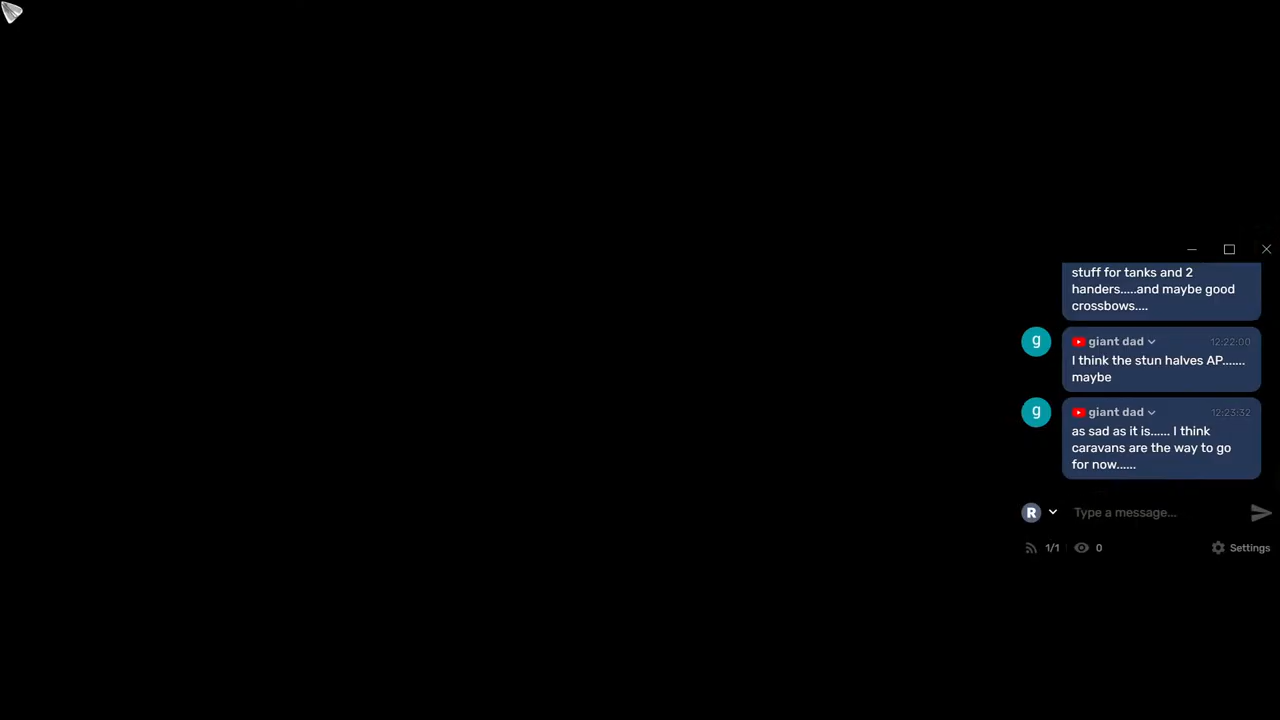 stuff for tanks and 2
handers.....and maybe good
crossbows....
g
giant dad
12:22:00
I think the stun halves AP.......
maybe
g
giant dad
12:23:32
as sad as it is...... I think
caravans are the way to go
for now......
R
Type a message...
1/1
0
Settings